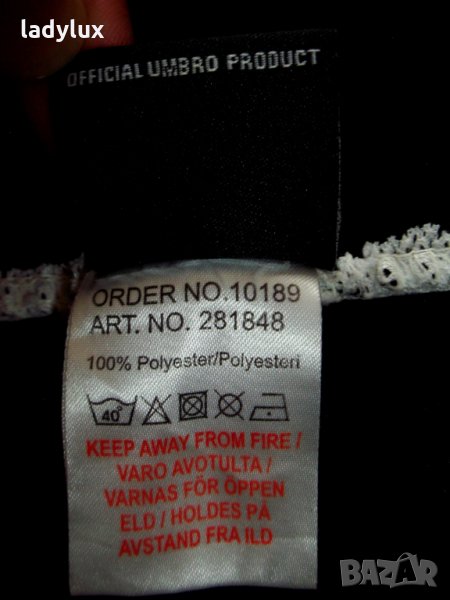 ladylux
OFFICIAL UMBRO PRODUCT
ORDER NO.10189
ART. NO. 281848
100% Polyester/Polyesteri
40°
KEEP AWAY FROM FIRE /
VARO AVOTULTA /
VARNAS FÖR ÖPPEN
ELD / HOLDES PÅ
AVSTAND FRA ILD
BAZAR